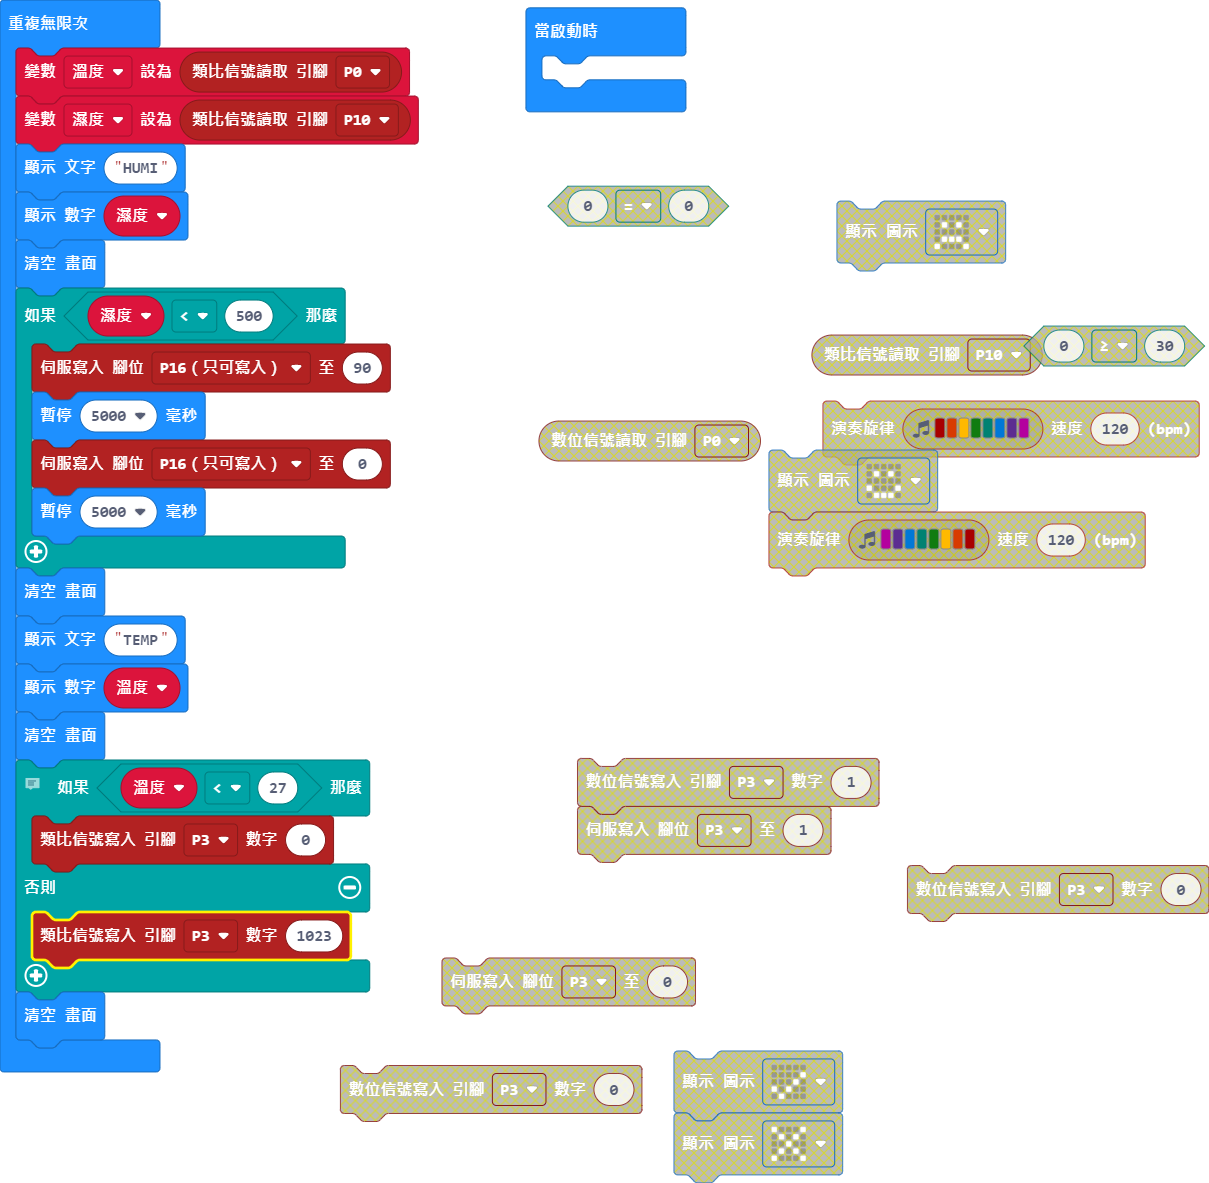 重複無限次
變數 溫度 設為 類比信號讀取 引腳 P0
變數 濕度 設為 類比信號讀取 引腳 P10
顯示 文字 "HUMI"
顯示 數字 濕度
清空 畫面
如果 濕度 < 500 那麼
伺服寫入 腳位 P16（只可寫入） 至 90
暫停 5000 毫秒
伺服寫入 腳位 P16（只可寫入） 至 0
暫停 5000 毫秒
清空 畫面
顯示 文字 "TEMP"
顯示 數字 溫度
清空 畫面
如果 溫度 < 27 那麼
類比信號寫入 引腳 P3 數字 0
否則
類比信號寫入 引腳 P3 數字 1023
清空 畫面
當啟動時
0 = 0
顯示 圖示
類比信號讀取 引腳 P10
0 ≥ 30
數位信號讀取 引腳 P0
演奏旋律 速度 120 (bpm)
顯示 圖示
演奏旋律 速度 120 (bpm)
數位信號寫入 引腳 P3 數字 1
伺服寫入 腳位 P3 至 1
數位信號寫入 引腳 P3 數字 0
伺服寫入 腳位 P3 至 0
數位信號寫入 引腳 P3 數字 0
顯示 圖示
顯示 圖示